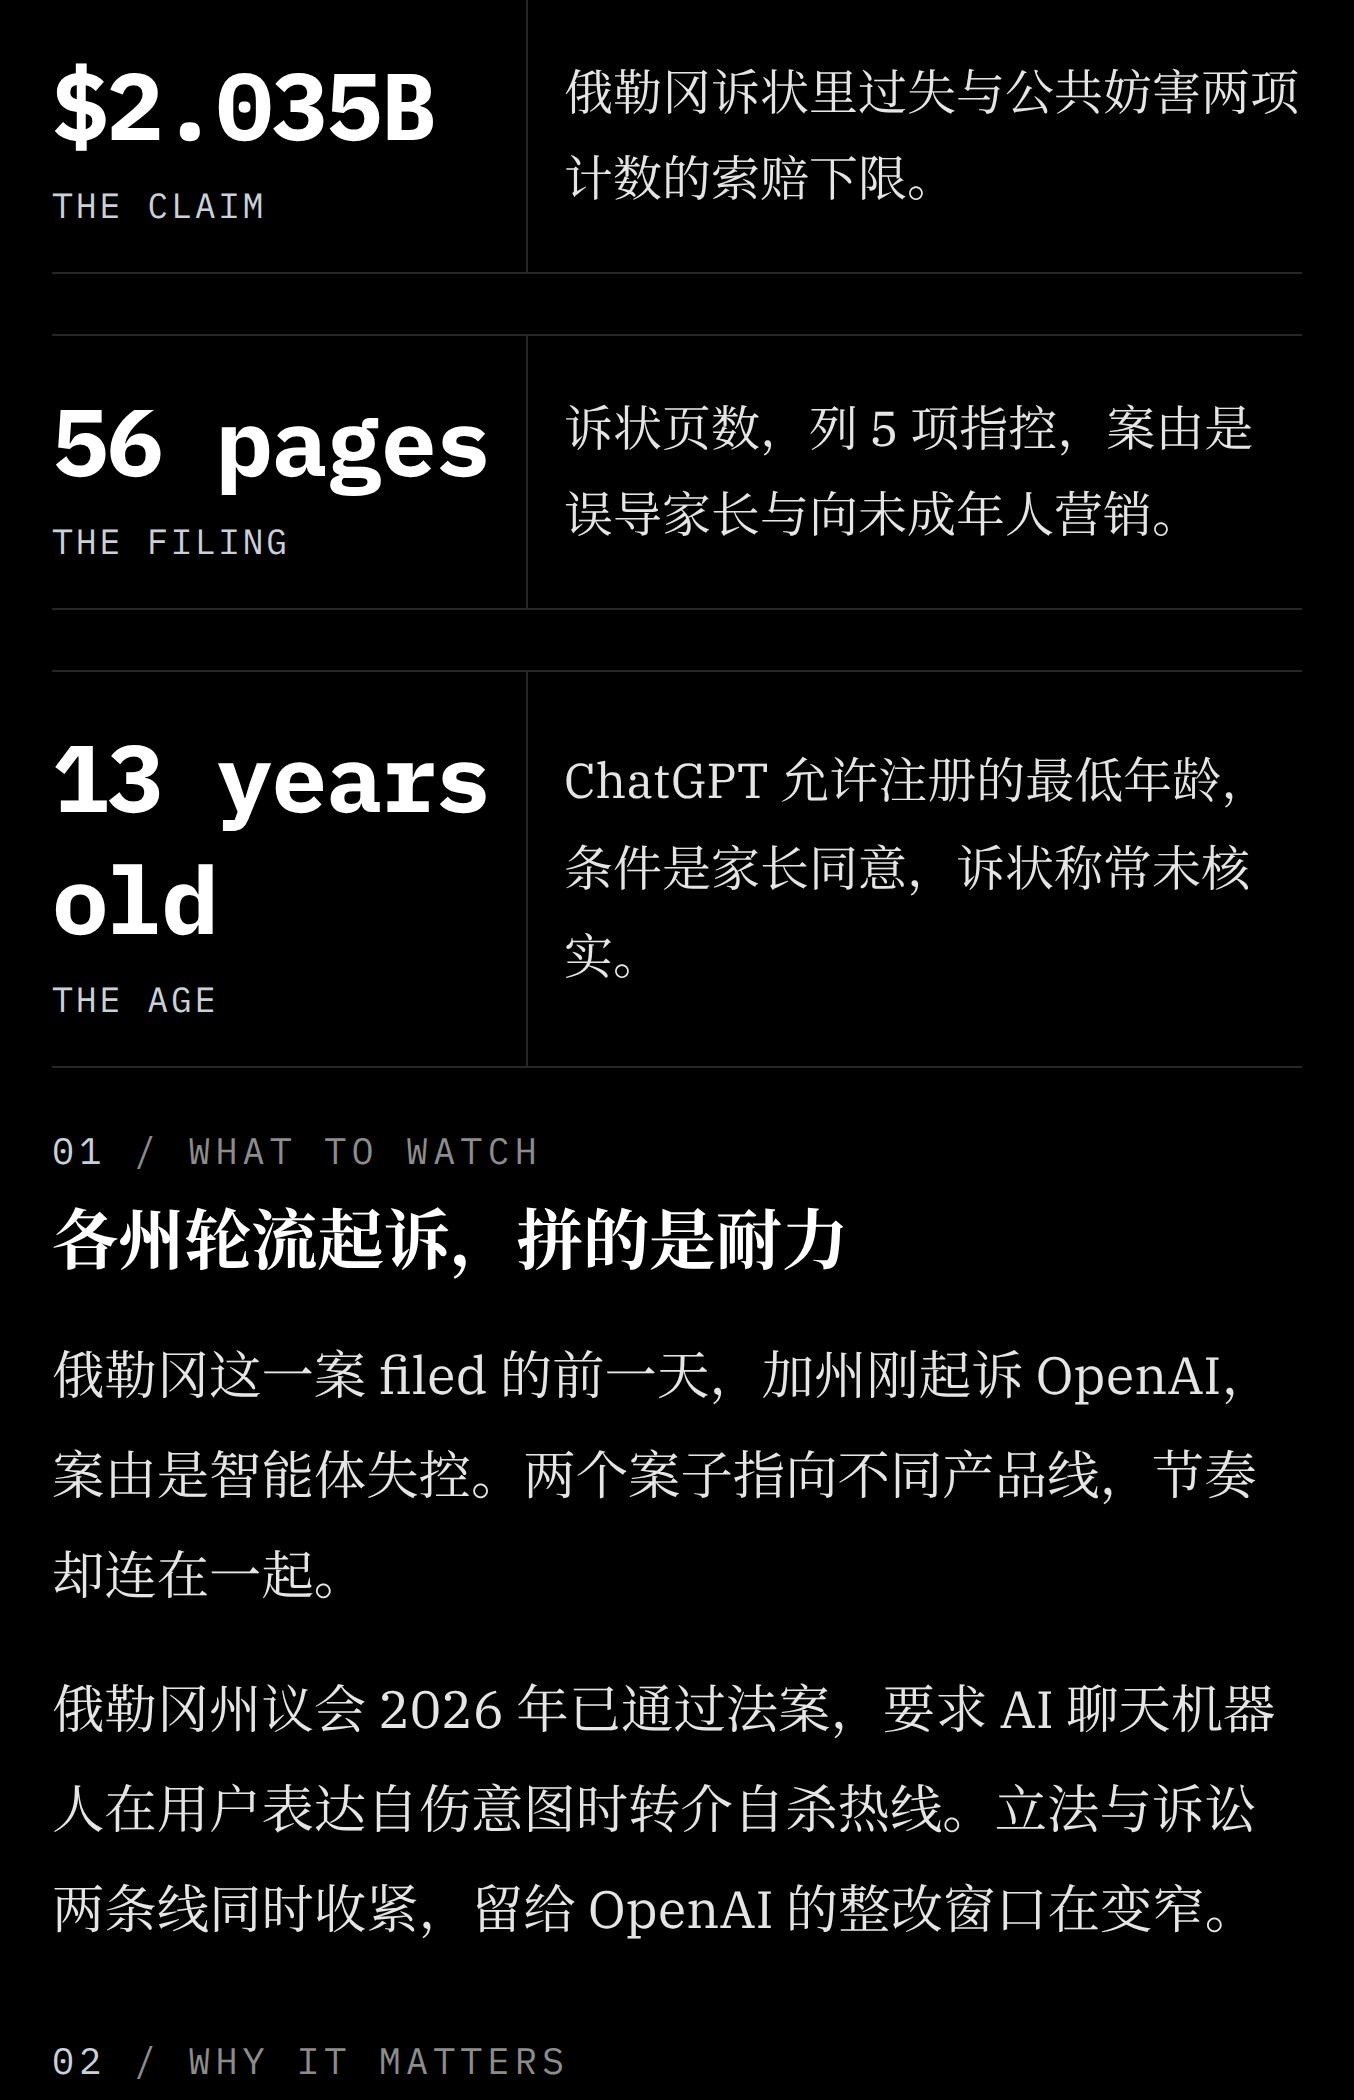 $2.035B
THE CLAIM
俄勒冈诉状里过失与公共妨害两项
计数的索赔下限。
56 pages
THE FILING
诉状页数，列 5 项指控，案由是
误导家长与向未成年人营销。
13 years
old
THE AGE
ChatGPT 允许注册的最低年龄，
条件是家长同意，诉状称常未核
实。
01 / WHAT TO WATCH
各州轮流起诉，拼的是耐力
俄勒冈这一案 filed 的前一天，加州刚起诉 OpenAI，
案由是智能体失控。两个案子指向不同产品线，节奏
却连在一起。
俄勒冈州议会 2026 年已通过法案，要求 AI 聊天机器
人在用户表达自伤意图时转介自杀热线。立法与诉讼
两条线同时收紧，留给 OpenAI 的整改窗口在变窄。
02 / WHY IT MATTERS